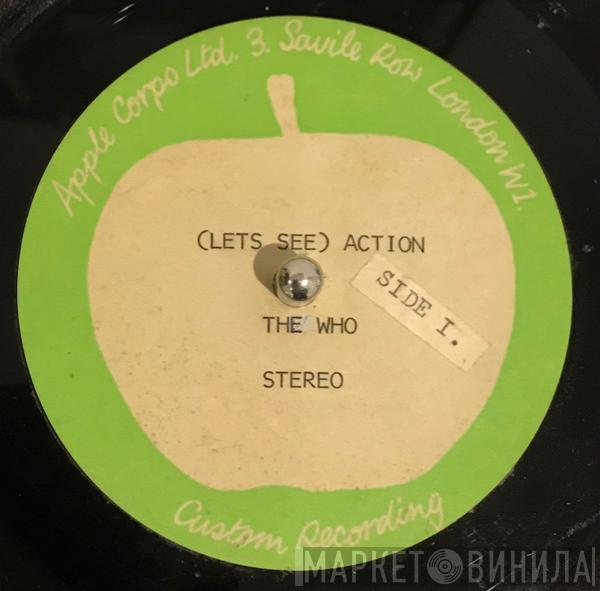 Apple Corps Ltd. 3. Savile Row London W1.
(LETS SEE) ACTION
SIDE I.
THE WHO
STEREO
Custom Recording
МАРКЕТ ВИНИЛА